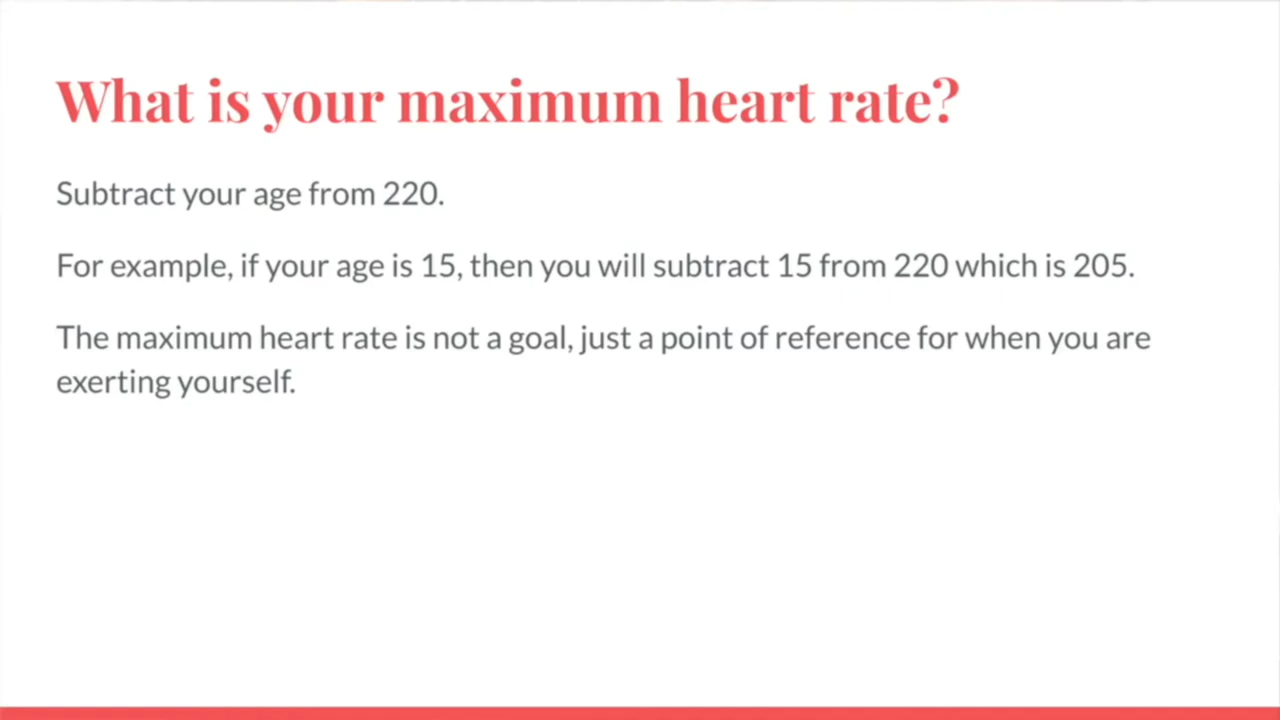 What is your maximum heart rate?
Subtract your age from 220.
For example, if your age is 15, then you will subtract 15 from 220 which is 205.
The maximum heart rate is not a goal, just a point of reference for when you are
exerting yourself.